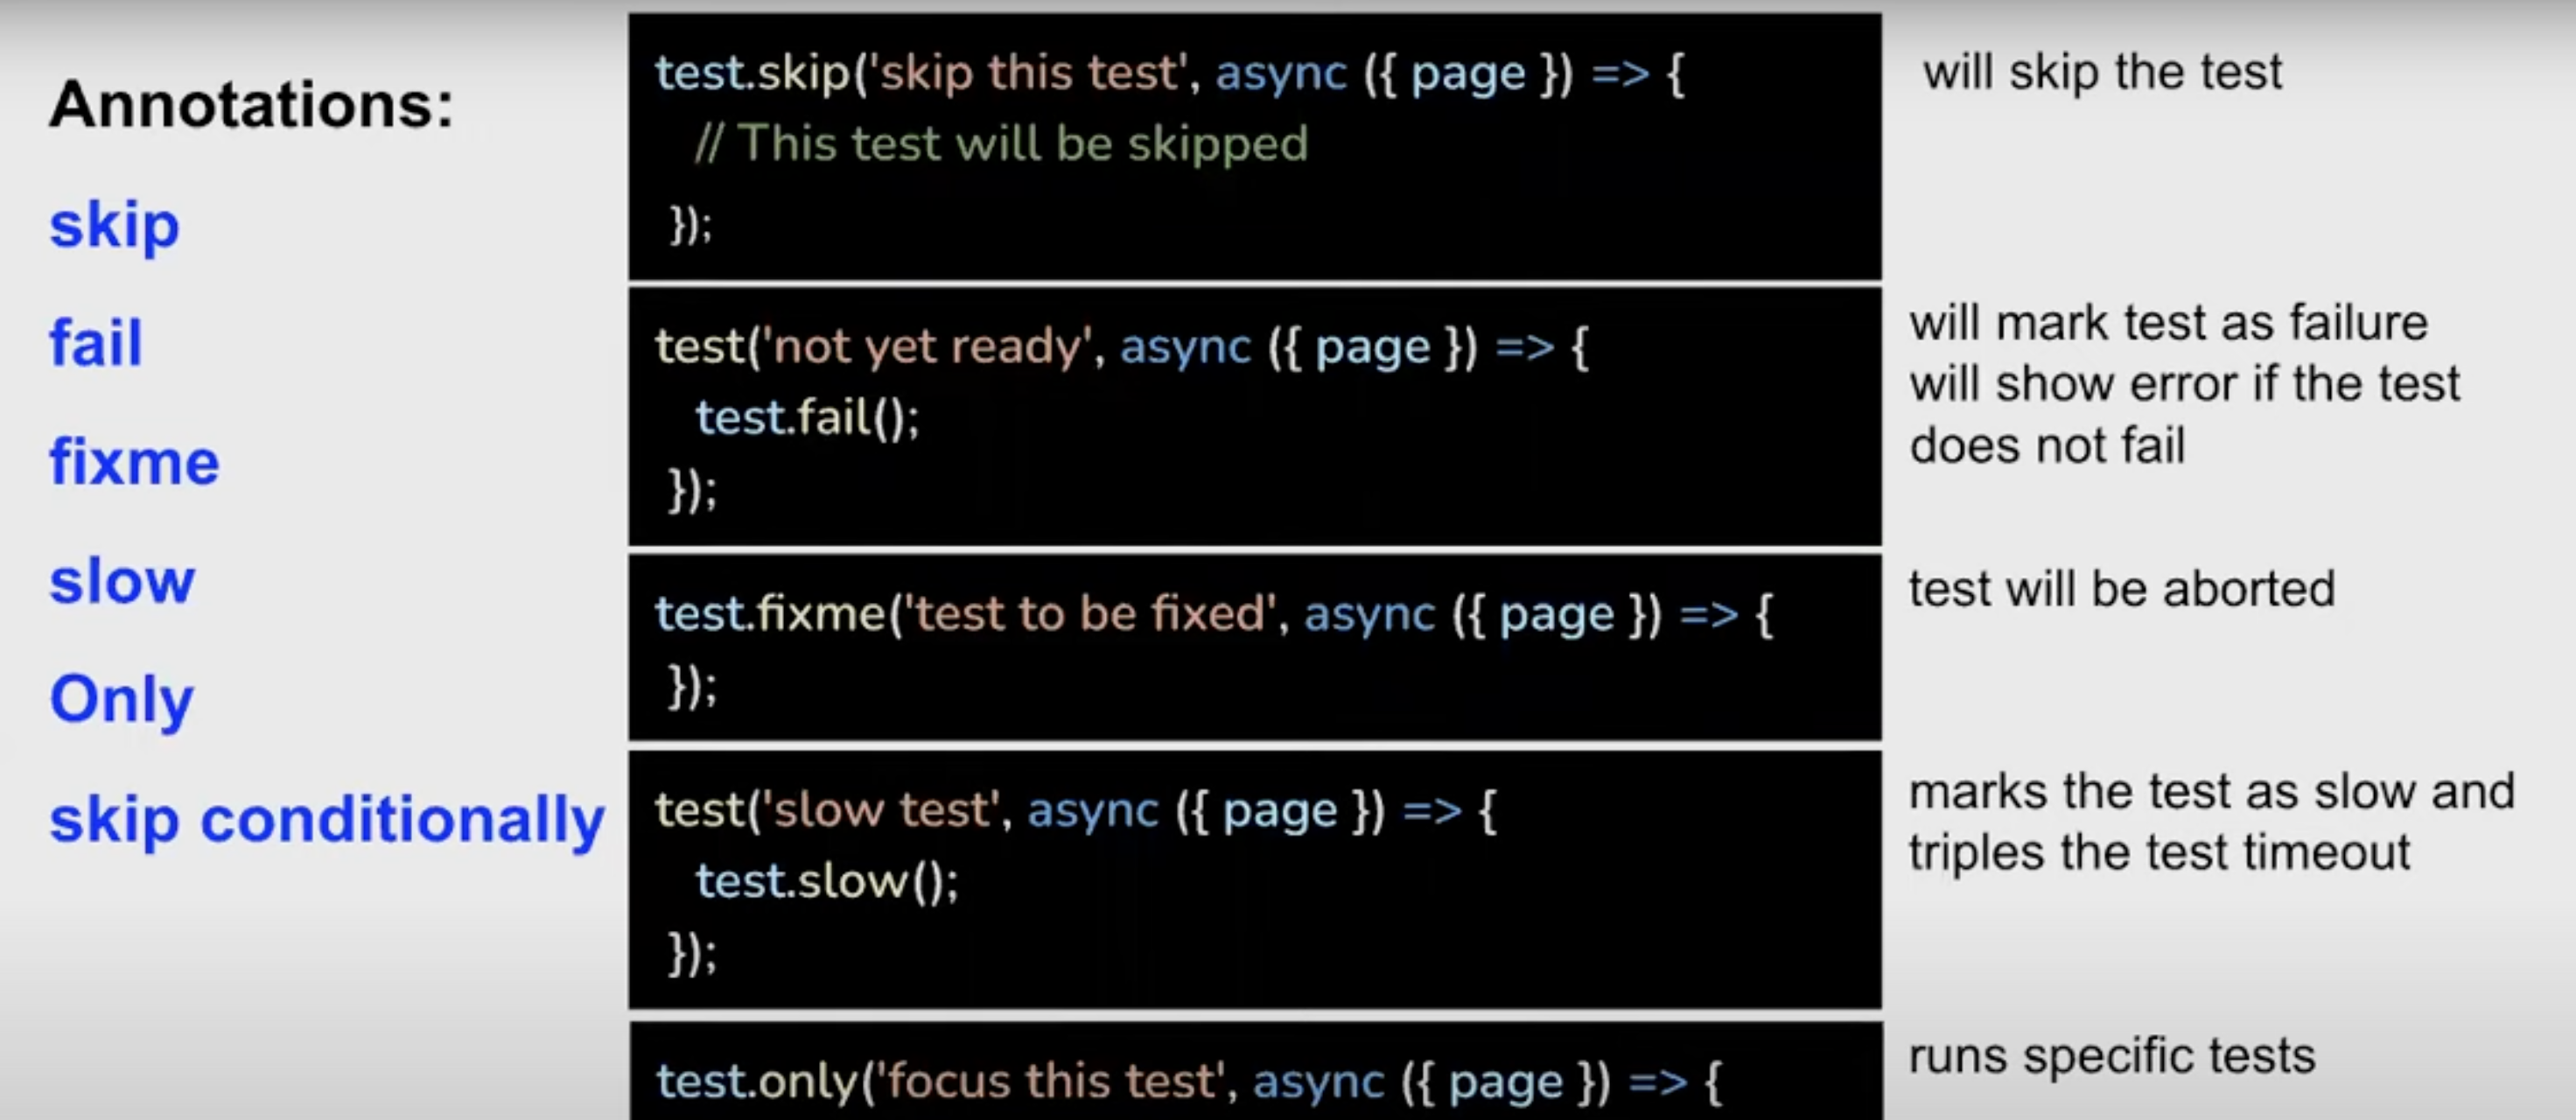 Annotations:
skip
fail
fixme
slow
Only
skip conditionally
test.skip('skip this test', async ({ page }) => {
// This test will be skipped
});
will skip the test
test('not yet ready', async ({ page }) => {
test.fail();
});
will mark test as failure
will show error if the test
does not fail
test.fixme('test to be fixed', async ({ page }) => {
});
test will be aborted
test('slow test', async ({ page }) => {
test.slow();
});
marks the test as slow and
triples the test timeout
test.only('focus this test', async ({ page }) => {
runs specific tests